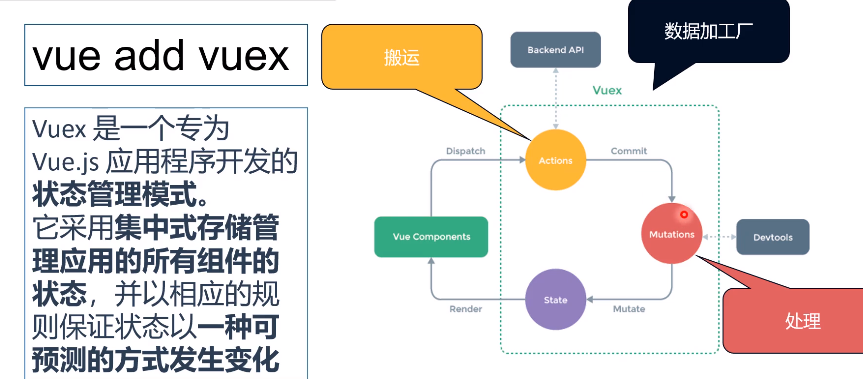 vue add vuex
Vuex 是一个专为
Vue.js 应用程序开发的
状态管理模式。
它采用集中式存储管
理应用的所有组件的
状态，并以相应的规
则保证状态以一种可
预测的方式发生变化
搬运
Backend API
数据加工厂
Vuex
Dispatch
Actions
Commit
Vue Components
Mutations
Devtools
State
Render
Mutate
处理